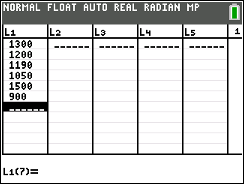 NORMAL FLOAT AUTO REAL RADIAN MP
L1 L2 L3 L4 L5 1
1300 ------ ------ ------ ------
1200
1190
1050
1500
900
------
L1(7)=